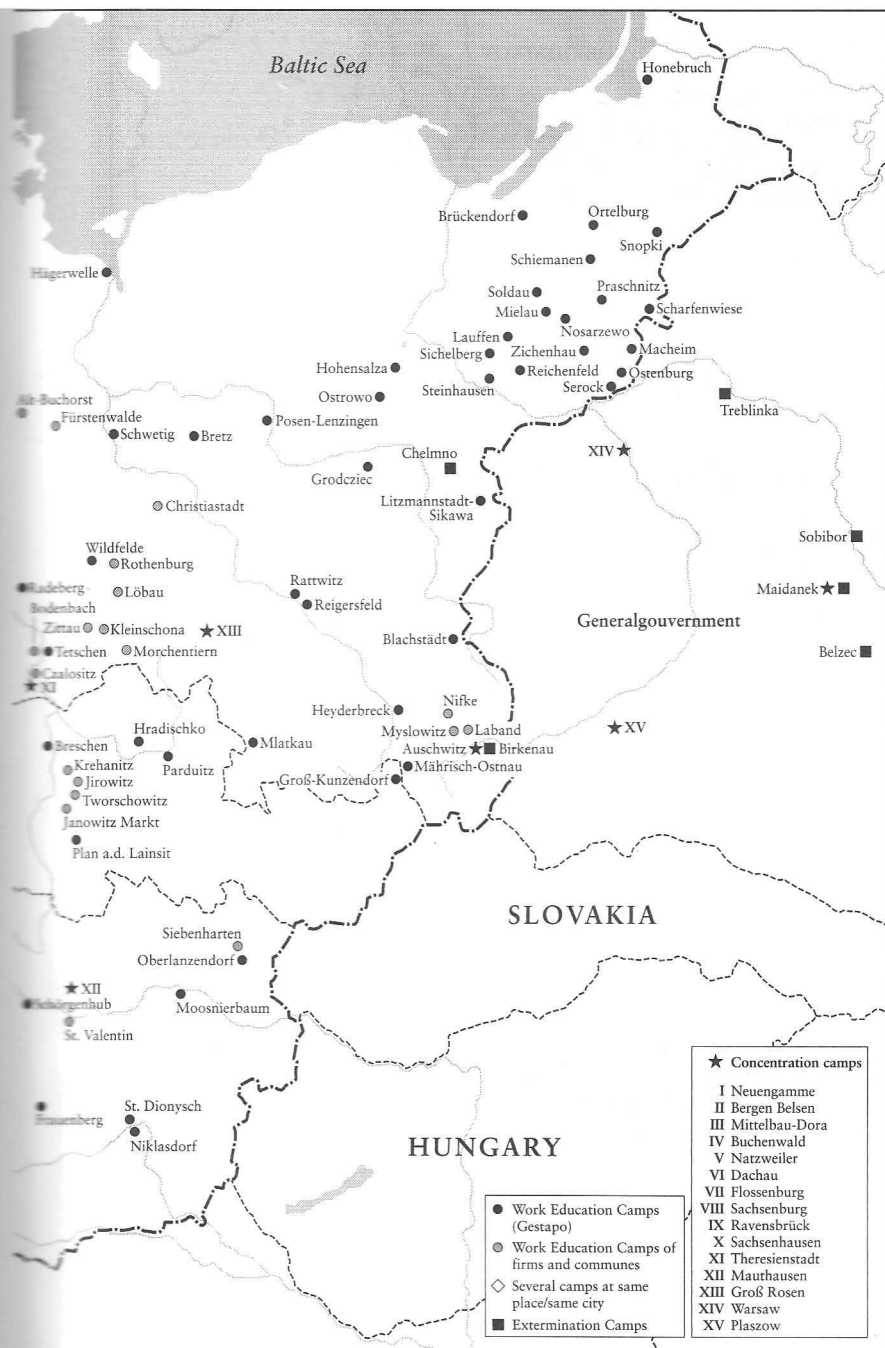 Baltic Sea
Honebruch
Brückendorf
Ortelburg
Snopki
Schiemanen
Hägerwelle
Soldau
Praschnitz
Mielau
Scharfenwiese
Nosarzewo
Lauffen
Sichelberg
Zichenhau
Macheim
Hohensalza
Reichenfeld
Ostenburg
Steinhausen
Serock
Ostrowo
Treblinka
Alt-Buchorst
Fürstenwalde
Schwetig
Bretz
Posen-Lenzingen
Chelmno
XIV
Grodcziec
Litzmannstadt-
Sikawa
Christiastadt
Sobibor
Wildfelde
Rothenburg
Radeberg
Löbau
Rattwitz
Reigersfeld
Maidanek
Bodenbach
Zittau
Kleinschona
XIII
Generalgouvernment
Blachstädt
Tetschen
Morchentiern
Belzec
Czalositz
XI
Heyderbreck
Nifke
Hradischko
Myslowitz
Laband
XV
Breschen
Mlatkau
Auschwitz
Birkenau
Parduitz
Mährisch-Ostnau
Krehanitz
Groß-Kunzendorf
Jirowitz
Tworschowitz
Janowitz Markt
Plan a.d. Lainsit
SLOVAKIA
Siebenharten
Oberlanzendorf
XII
Moosnierbaum
St. Valentin
Frauenberg
St. Dionysch
Niklasdorf
HUNGARY
Work Education Camps
(Gestapo)
Work Education Camps of
firms and communes
Several camps at same
place/same city
Extermination Camps
Concentration camps
I Neuengamme
II Bergen Belsen
III Mittelbau-Dora
IV Buchenwald
V Natzweiler
VI Dachau
VII Flossenburg
VIII Sachsenburg
IX Ravensbrück
X Sachsenhausen
XI Theresienstadt
XII Mauthausen
XIII Groß Rosen
XIV Warsaw
XV Plaszow